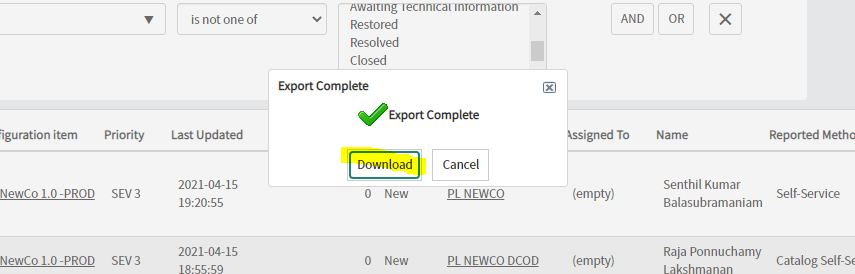 is not one of
Awaiting Technical Information
Restored
Resolved
Closed
AND
OR
Export Complete
Export Complete
Download
Cancel
figuration item Priority Last Updated Assigned To Name Reported Metho
NewCo 1.0 -PROD SEV 3 2021-04-15 19:20:55 0 New PL NEWCO (empty) Senthil Kumar Balasubramaniam Self-Service
NewCo 1.0 -PROD SEV 3 2021-04-15 18:55:59 0 New PL NEWCO DCOD (empty) Raja Ponnuchamy Lakshmanan Catalog Self-Se